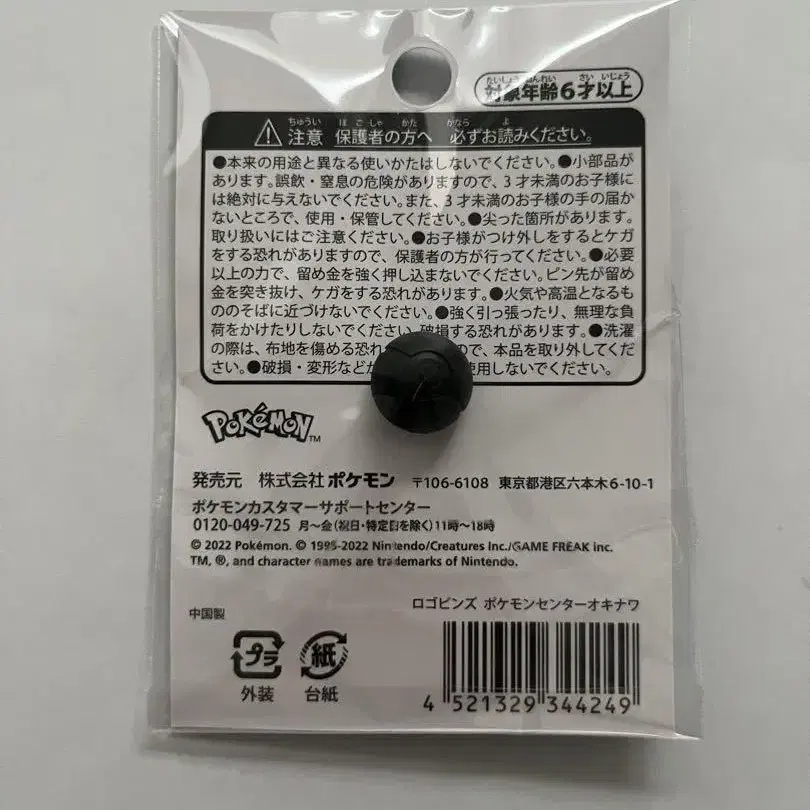 たいしょうねんれい さい いじょう
対象年齢6才以上
ちゅうい ほごしゃ かた かなら よ
注意 保護者の方へ 必ずお読みください。
●本来の用途と異なる使いかたはしないでください。●小部品が
あります。誤飲・窒息の危険がありますので、3才未満のお子様に
は絶対に与えないでください。また、3才未満のお子様の手の届か
ないところで、使用・保管してください。●尖った箇所があります。
取り扱いにはご注意ください。●お子様がつけ外しをするとケガ
をする恐れがありますので、保護者の方が行ってください。●必要
以上の力で、留め金を強く押し込まないでください。ピン先が留め
金を突き抜け、ケガをする恐れがあります。●火気や高温となるも
ののそばに近づけないでください。●強く引っ張ったり、無理な負
荷をかけたりしないでください。破損する恐れがあります。●洗濯
の際は、布地を傷める恐れ ので、本品を取り外してくだ
さい。●破損・変形など 使用しないでください。
POKéMON™
発売元 株式会社ポケモン 〒106-6108 東京都港区六本木6-10-1
ポケモンカスタマーサポートセンター
0120-049-725 月～金(祝日・特定日を除く)11時～18時
© 2022 Pokémon. © 1995-2022 Nintendo/Creatures Inc./GAME FREAK inc.
TM, ®, and character names are trademarks of Nintendo.
ロゴピンズ ポケモンセンターオキナワ
中国製
プラ 紙
外装 台紙
4 521329 344249